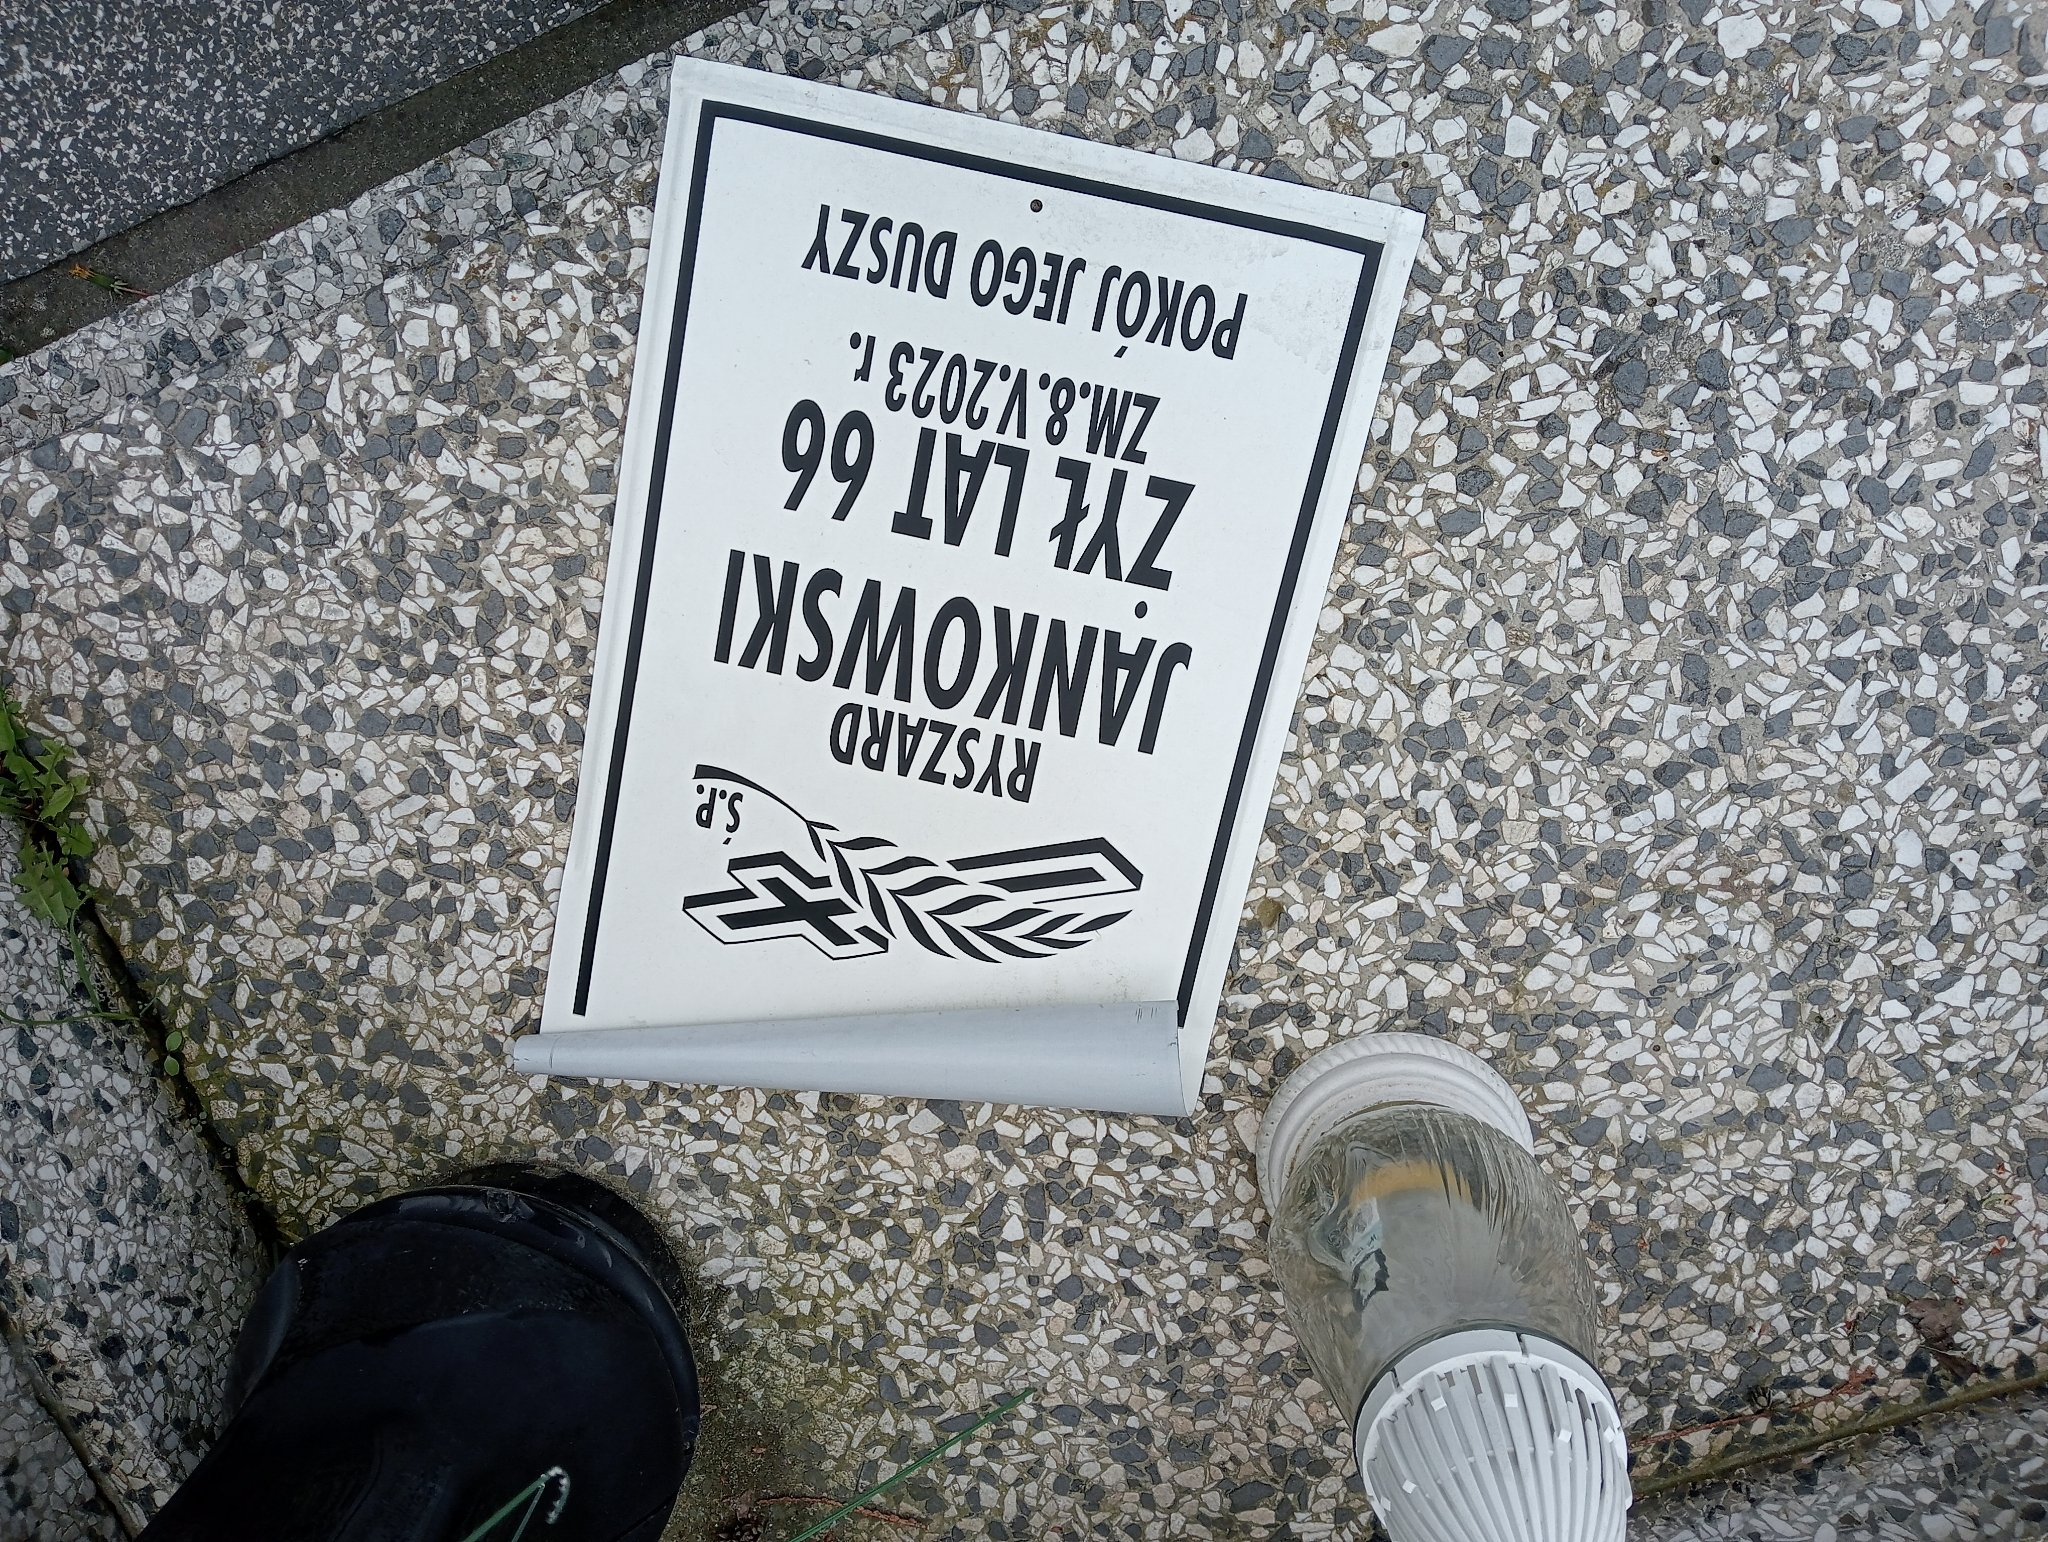 Ś.P.
RYSZARD
JANKOWSKI
ŻYŁ LAT 66
ZM.8.V.2023 r.
POKÓJ JEGO DUSZY